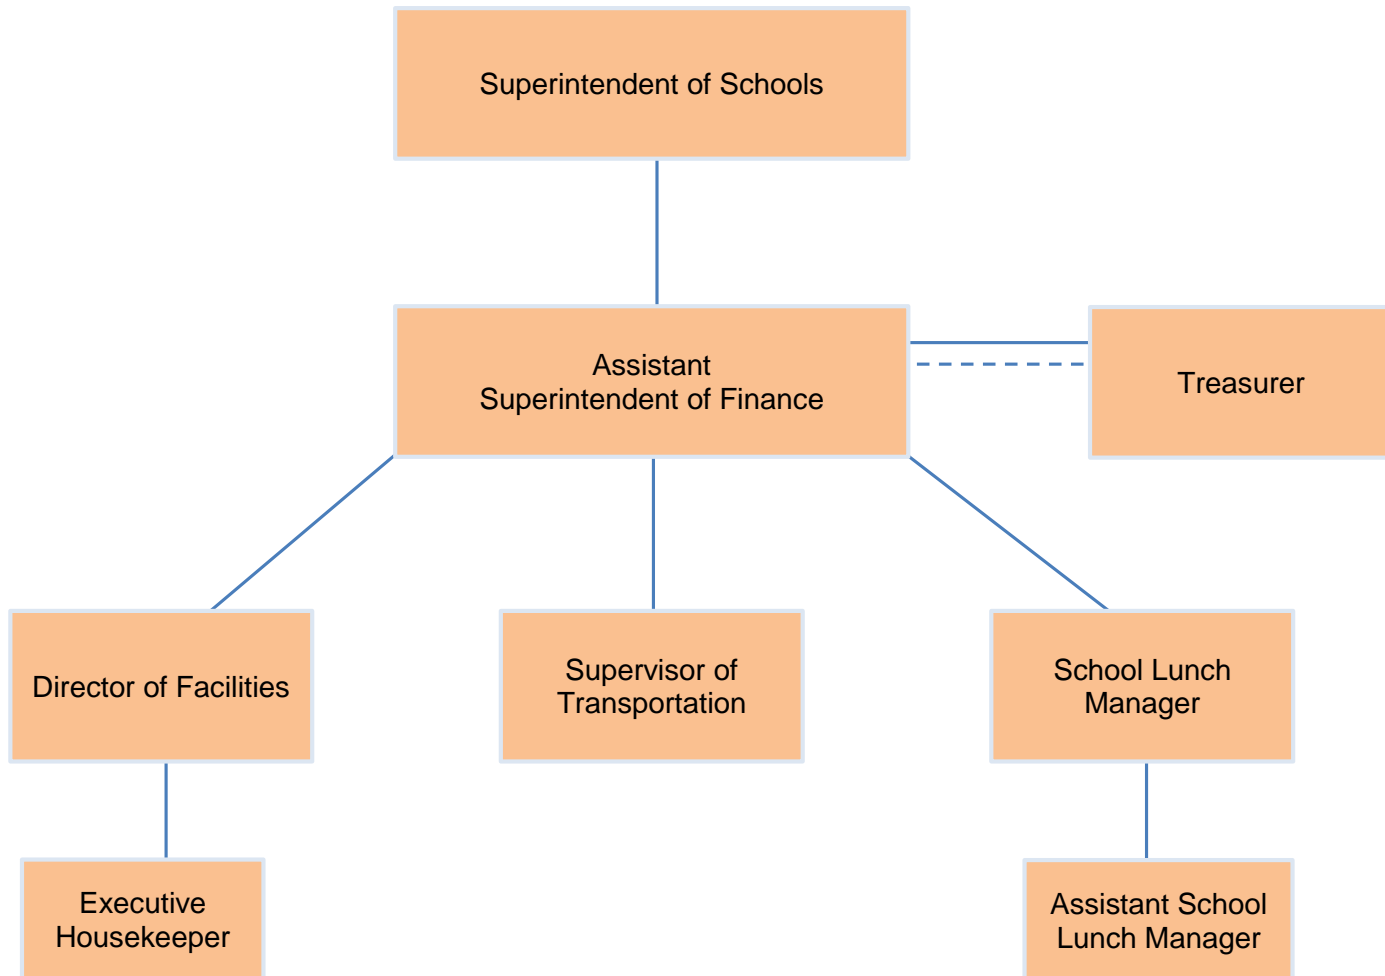 Superintendent of Schools
Assistant
Superintendent of Finance
Treasurer
Director of Facilities
Supervisor of
Transportation
School Lunch
Manager
Executive
Housekeeper
Assistant School
Lunch Manager